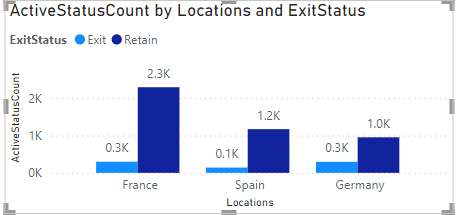 ActiveStatusCount by Locations and ExitStatus
ExitStatus Exit Retain
ActiveStatusCount
2K
1K
0K
0.3K 2.3K
0.1K 1.2K
0.3K 1.0K
France Spain Germany
Locations